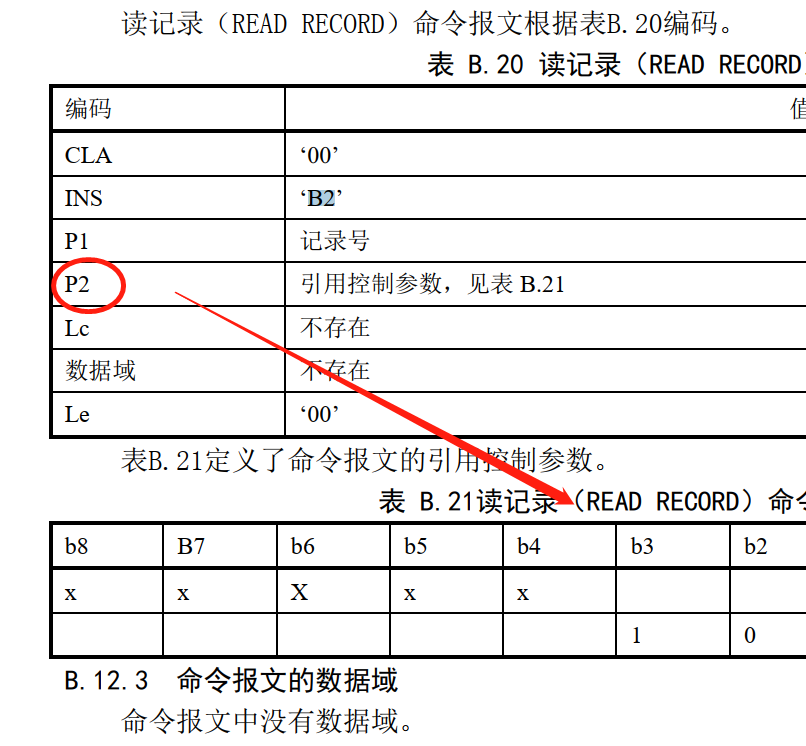 读记录（READ RECORD）命令报文根据表B.20编码。
表 B.20 读记录（READ RECORD）
编码 值
CLA ‘00’
INS ‘B2’
P1 记录号
P2 引用控制参数，见表 B.21
Lc 不存在
数据域 不存在
Le ‘00’
表B.21定义了命令报文的引用控制参数。
表 B.21读记录（READ RECORD）命令
b8 B7 b6 b5 b4 b3 b2
x x X x x
1 0
B.12.3 命令报文的数据域
命令报文中没有数据域。